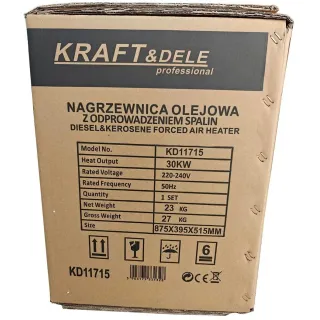 KRAFT&DELE
professional
NAGRZEWNICA OLEJOWA
Z ODPROWADZENIEM SPALIN
DIESEL&KEROSENE FORCED AIR HEATER
Model No. KD11715
Heat Output 30KW
Rated Voltage 220-240V
Rated Frequency 50Hz
Quantity 1 SET
Net Weight 23 KG
Gross Weight 27 KG
Size 875X395X515MM
6
KD11715
CE